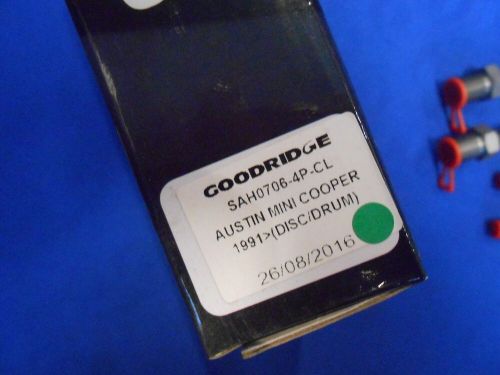 GOODRIDGE
SAH0706-4P-CL
AUSTIN MINI COOPER
1991>(DISC/DRUM)
26/08/2016